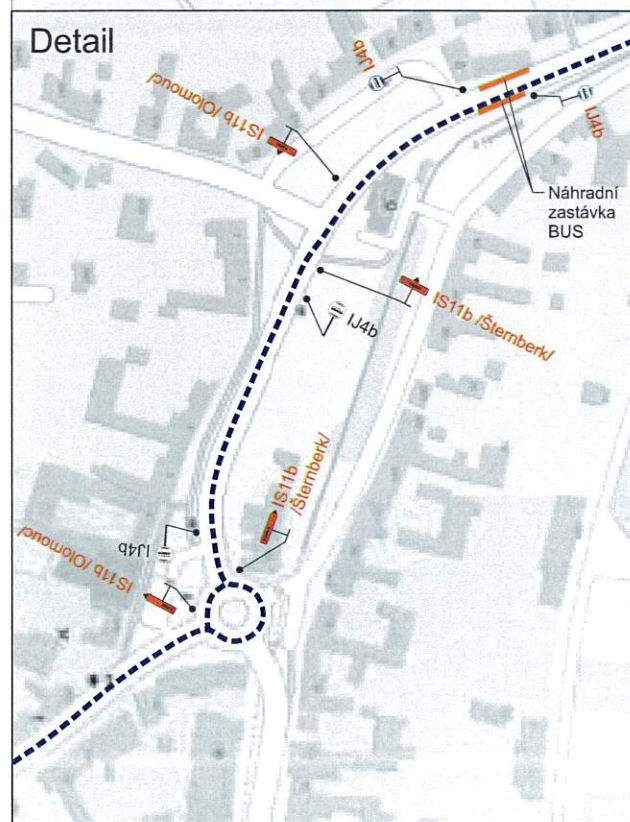 Detail
IJ4b
IS11b /Olomouc/
IJ4b
Náhradní
zastávka
BUS
IS11b /Šternberk/
IJ4b
IS11b
/Šternberk/
IJ4b
IS11b /Olomouc/